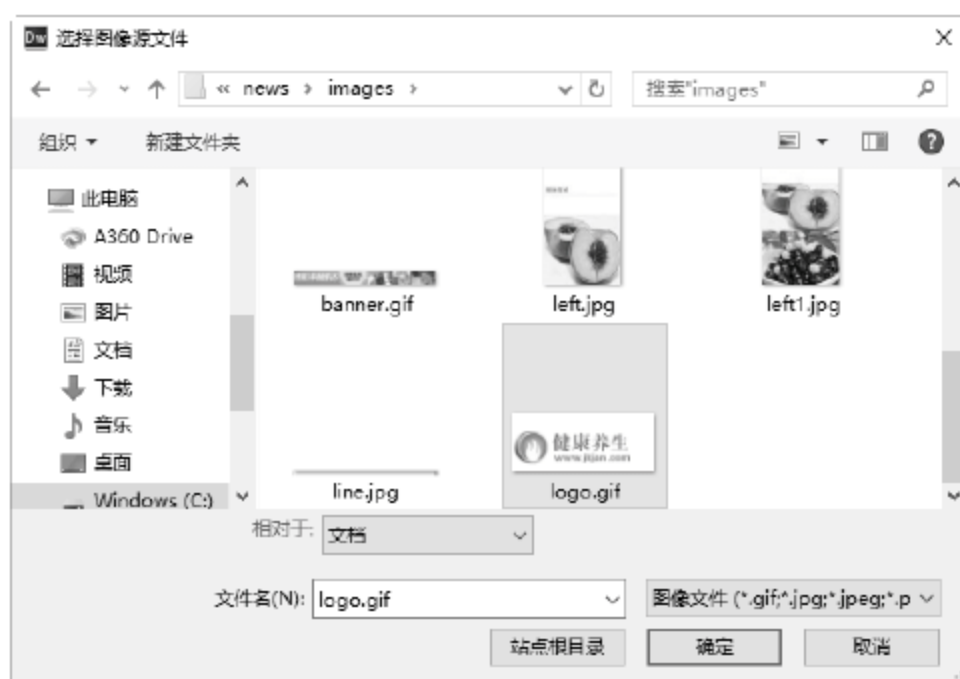 Dw 选择图像源文件
« news › images ›
搜索"images"
组织
新建文件夹
此电脑
A360 Drive
视频
图片
文档
下载
音乐
桌面
Windows (C:)
banner.gif
left.jpg
left1.jpg
line.jpg
健康养生
logo.gif
相对于:
文档
文件名(N):
logo.gif
图像文件 (*.gif;*.jpg;*.jpeg;*.p
站点根目录
确定
取消